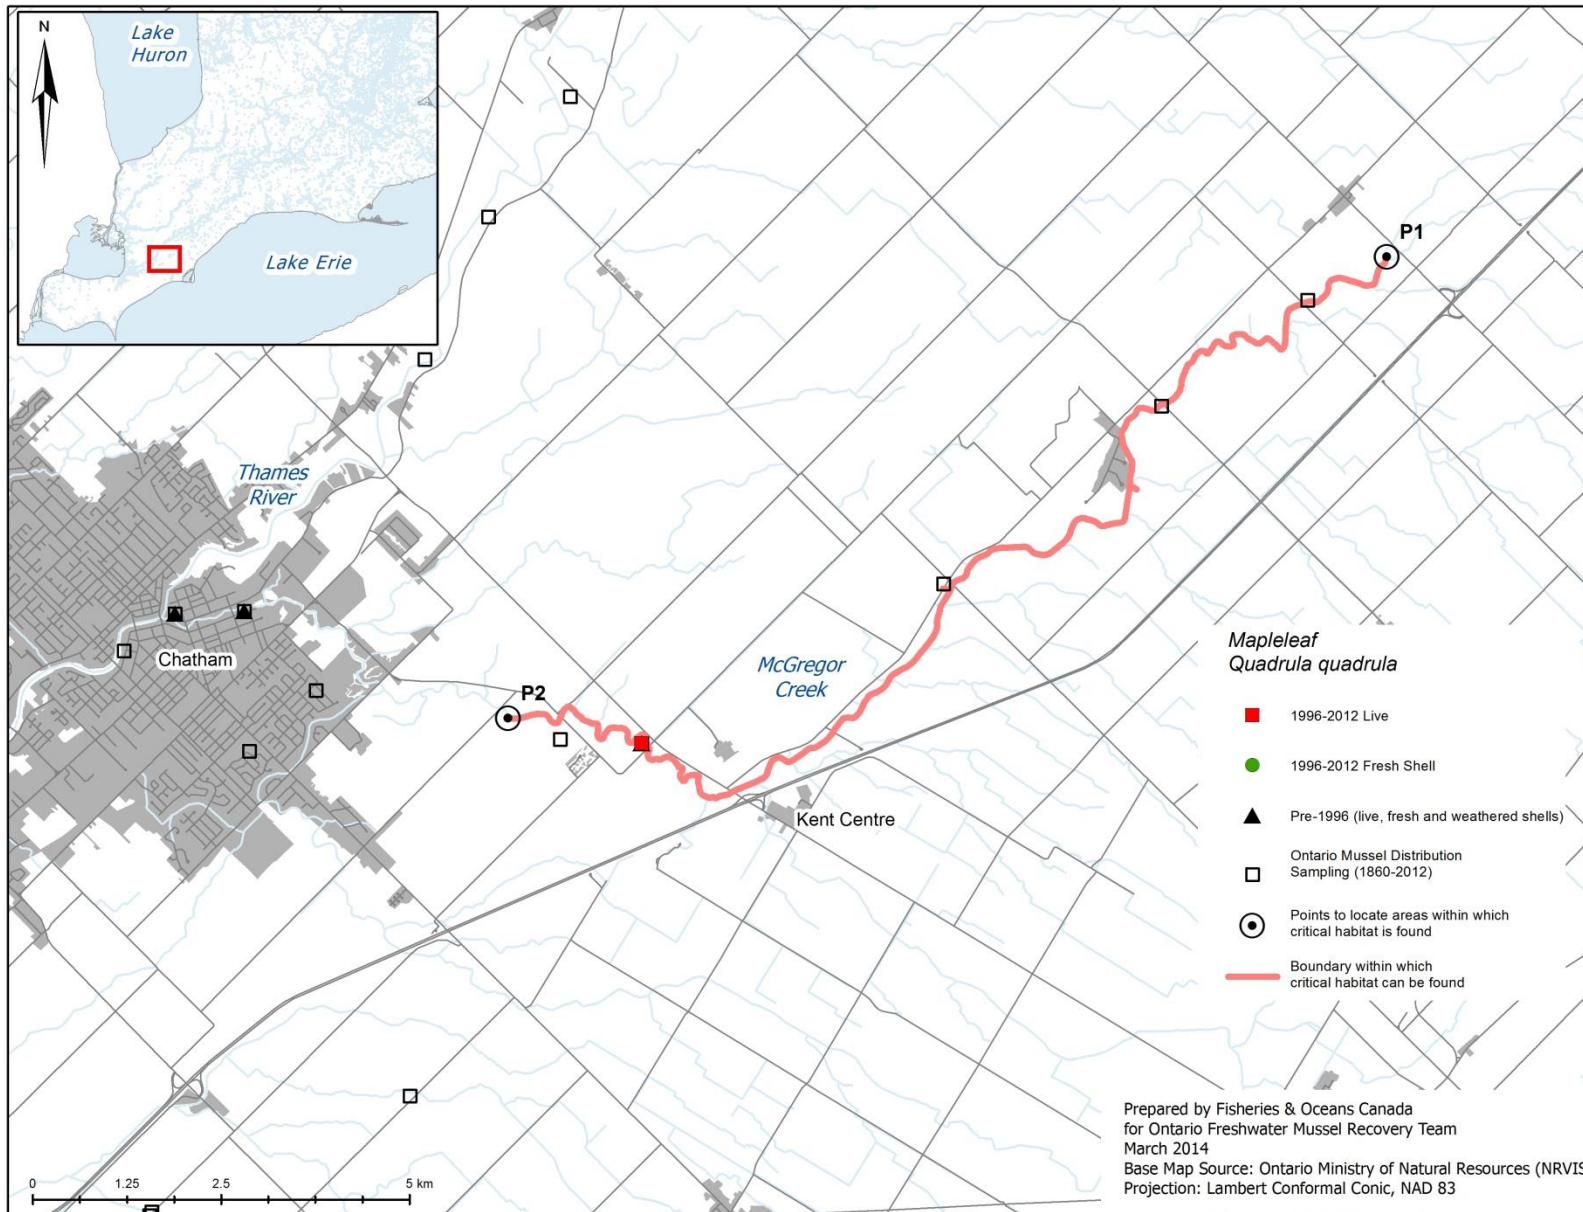 N
Lake
Huron
Lake Erie
P1
Thames
River
Chatham
P2
McGregor
Creek
Kent Centre
Mapleleaf
Quadrula quadrula
1996-2012 Live
1996-2012 Fresh Shell
Pre-1996 (live, fresh and weathered shells)
Ontario Mussel Distribution
Sampling (1860-2012)
Points to locate areas within which
critical habitat is found
Boundary within which
critical habitat can be found
Prepared by Fisheries & Oceans Canada
for Ontario Freshwater Mussel Recovery Team
March 2014
Base Map Source: Ontario Ministry of Natural Resources (NRVIS
Projection: Lambert Conformal Conic, NAD 83
0 1.25 2.5 5 km